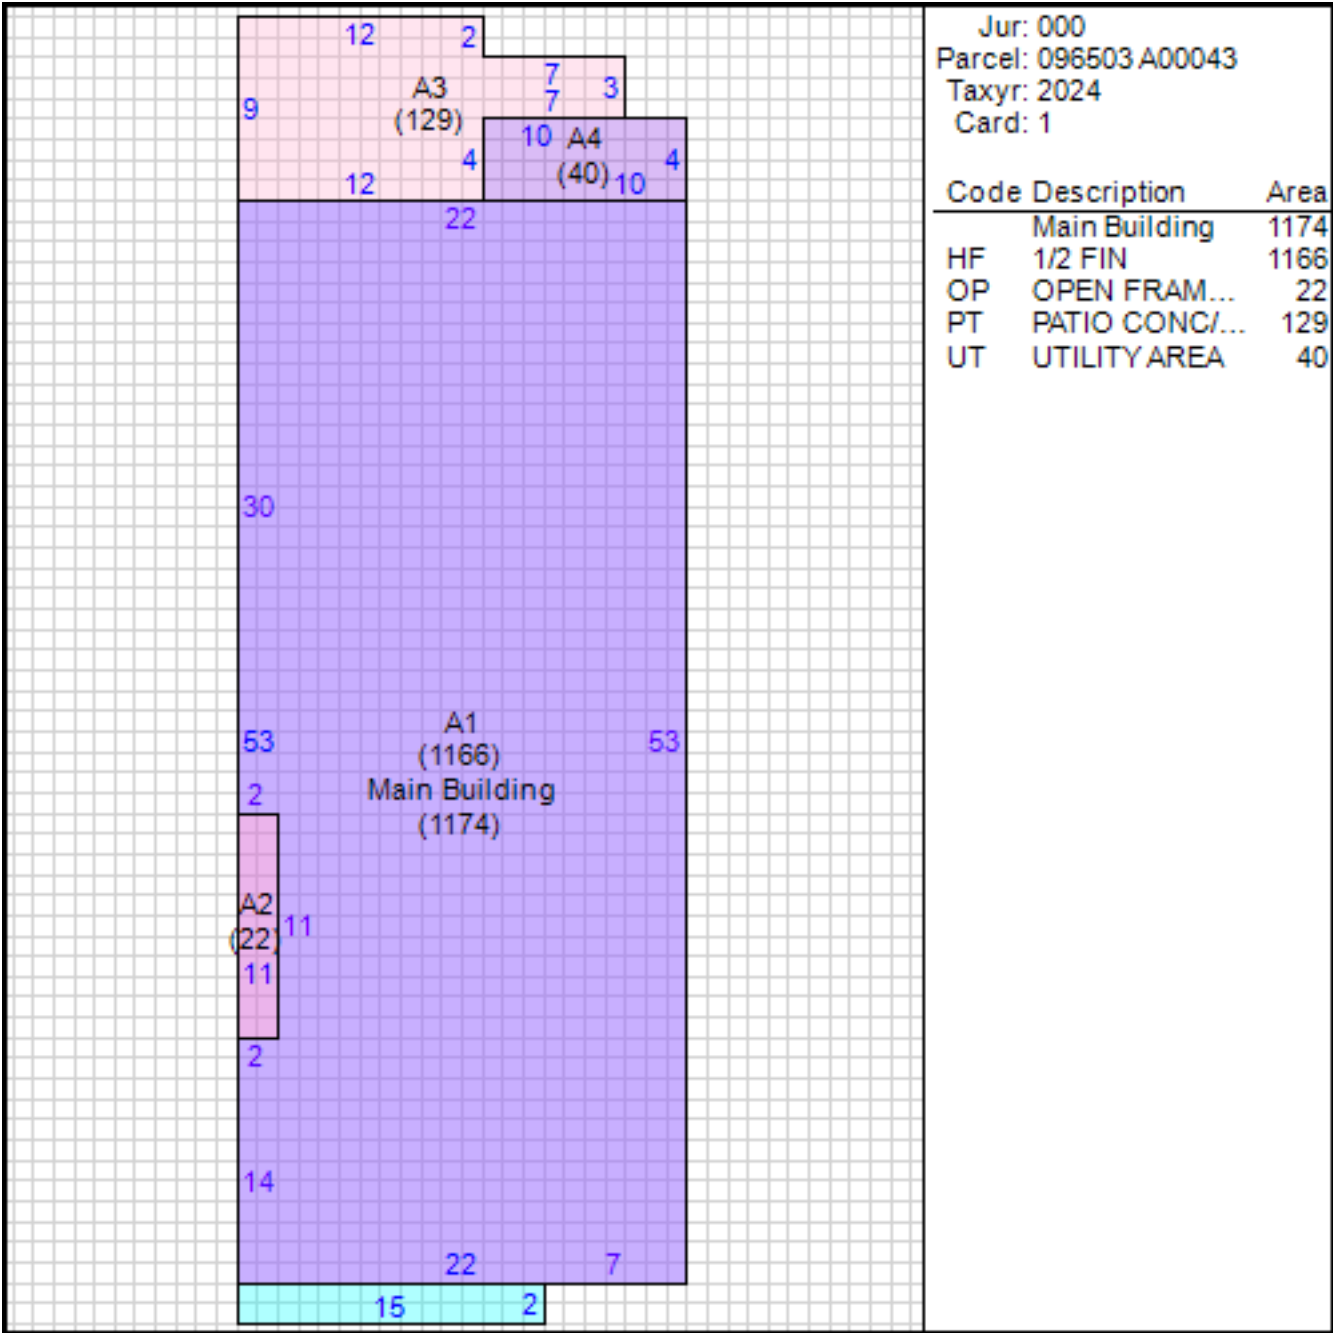 12 2
7
7 3
A3
(129)
9
10 A4
4 (40) 4
12 10
22
30
53 53
A1
(1166)
Main Building
(1174)
2
A2
(22)
11
11
2
14
22 7
15 2
Jur: 000
Parcel: 096503 A00043
Taxyr: 2024
Card: 1
Code Description Area
Main Building 1174
HF 1/2 FIN 1166
OP OPEN FRAM... 22
PT PATIO CONC/... 129
UT UTILITY AREA 40